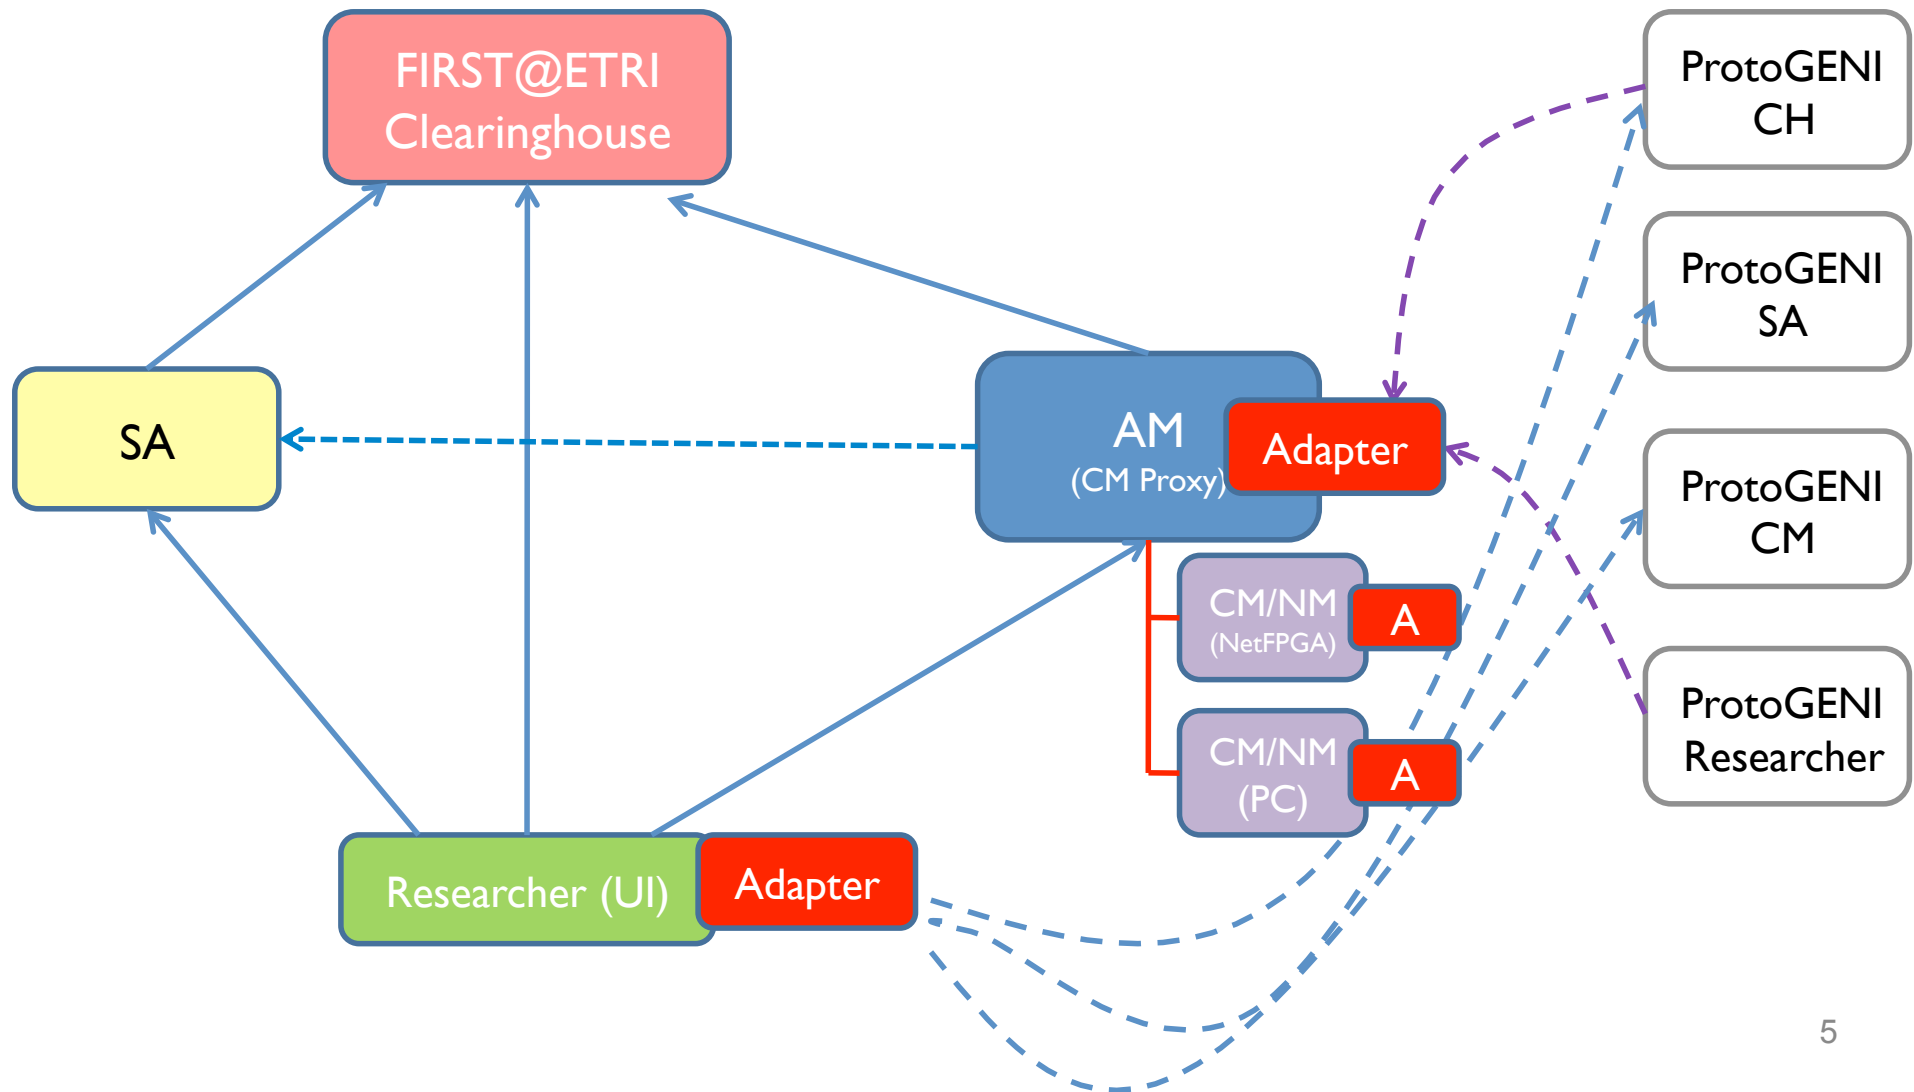 FIRST@ETRI
Clearinghouse
ProtoGENI
CH
ProtoGENI
SA
SA
AM
(CM Proxy)
Adapter
ProtoGENI
CM
CM/NM
(NetFPGA)
A
ProtoGENI
Researcher
CM/NM
(PC)
A
Researcher (UI)
Adapter
5